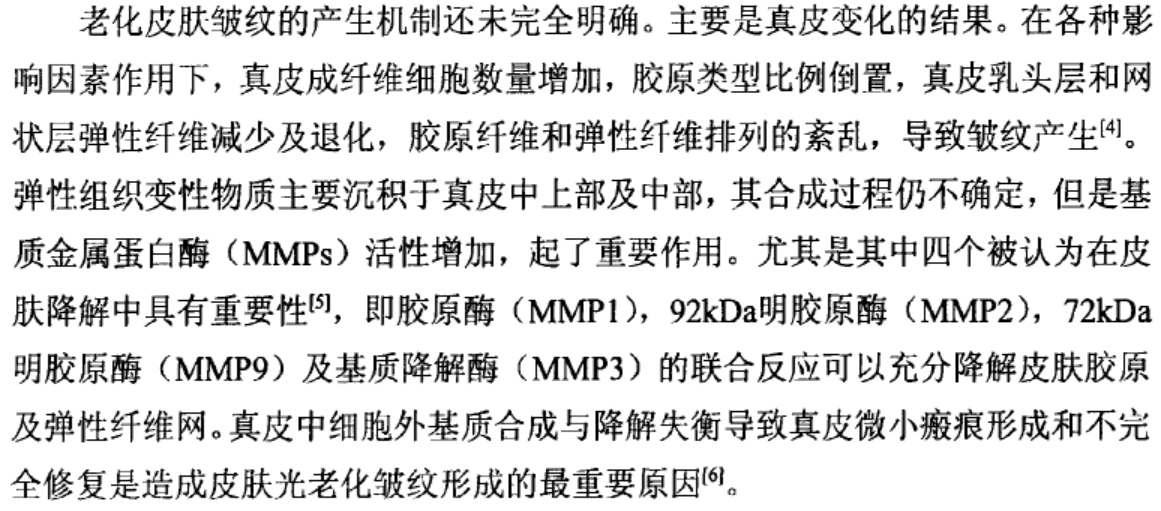 老化皮肤皱纹的产生机制还未完全明确。主要是真皮变化的结果。在各种影
响因素作用下，真皮成纤维细胞数量增加，胶原类型比例倒置，真皮乳头层和网
状层弹性纤维减少及退化，胶原纤维和弹性纤维排列的紊乱，导致皱纹产生[4]。
弹性组织变性物质主要沉积于真皮中上部及中部，其合成过程仍不确定，但是基
质金属蛋白酶（MMPs）活性增加，起了重要作用。尤其是其中四个被认为在皮
肤降解中具有重要性[5]，即胶原酶（MMP1），92kDa明胶原酶（MMP2），72kDa
明胶原酶（MMP9）及基质降解酶（MMP3）的联合反应可以充分降解皮肤胶原
及弹性纤维网。真皮中细胞外基质合成与降解失衡导致真皮微小瘢痕形成和不完
全修复是造成皮肤光老化皱纹形成的最重要原因[6]。